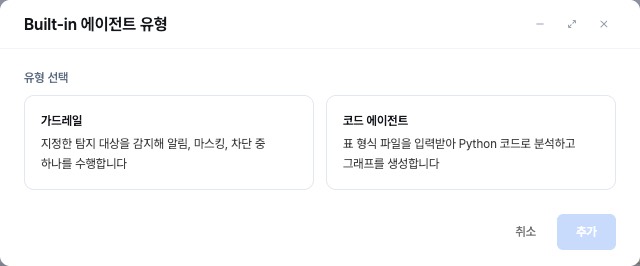 Built-in 에이전트 유형
유형 선택
가드레일
지정한 탐지 대상을 감지해 알림, 마스킹, 차단 중
하나를 수행합니다
코드 에이전트
표 형식 파일을 입력받아 Python 코드로 분석하고
그래프를 생성합니다
취소
추가